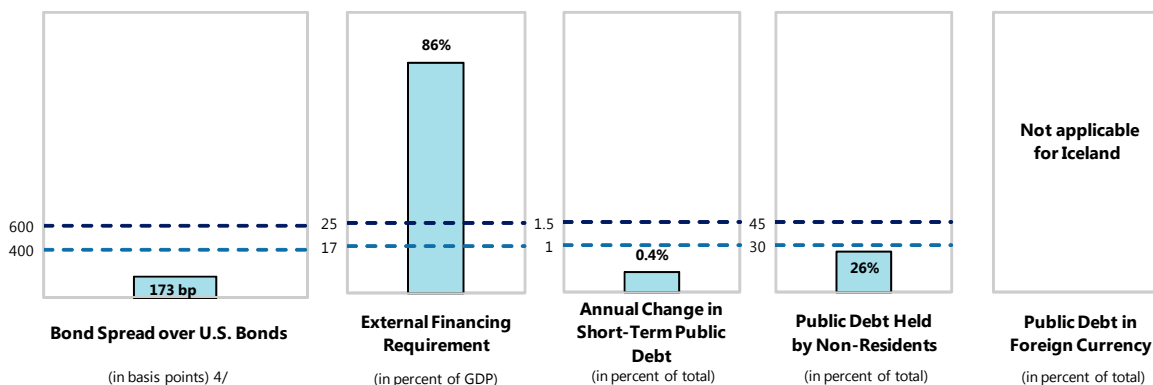 600
400
173 bp
Bond Spread over U.S. Bonds
(in basis points) 4/
86%
25
17
External Financing
Requirement
(in percent of GDP)
1.5
1
0.4%
Annual Change in
Short-Term Public
Debt
(in percent of total)
45
30
26%
Public Debt Held
by Non-Residents
(in percent of total)
Not applicable
for Iceland
Public Debt in
Foreign Currency
(in percent of total)